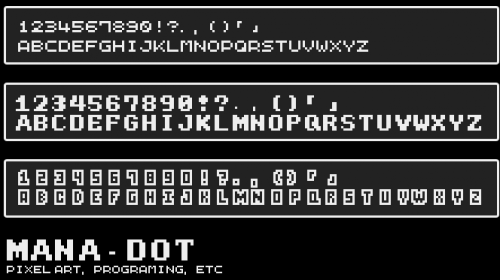 1234567890!?.,()「」
ABCDEFGHIJKLMNOPQRSTUVWXYZ
1234567890!?.,()「」
ABCDEFGHIJKLMNOPQRSTUVWXYZ
1234567890!?.,()「」
ABCDEFGHIJKLMNOPQRSTUVWXYZ
MANA-DOT
PIXEL ART, PROGRAMING, ETC